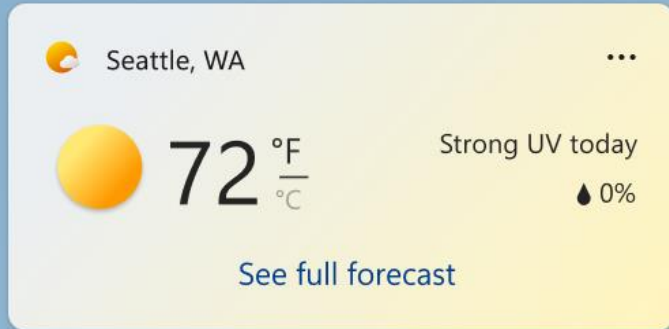 Seattle, WA
•••
72 °F
°C
Strong UV today
0%
See full forecast